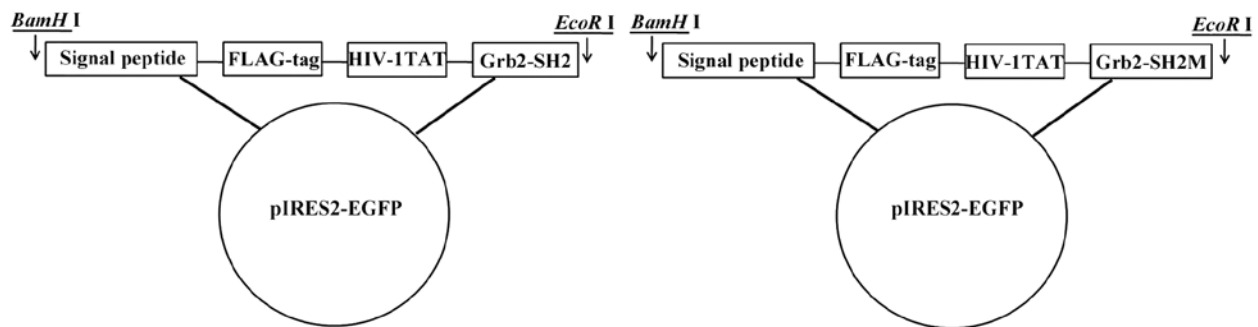 BamH I
EcoR I
Signal peptide
FLAG-tag
HIV-1TAT
Grb2-SH2
pIRES2-EGFP
BamH I
EcoR I
Signal peptide
FLAG-tag
HIV-1TAT
Grb2-SH2M
pIRES2-EGFP